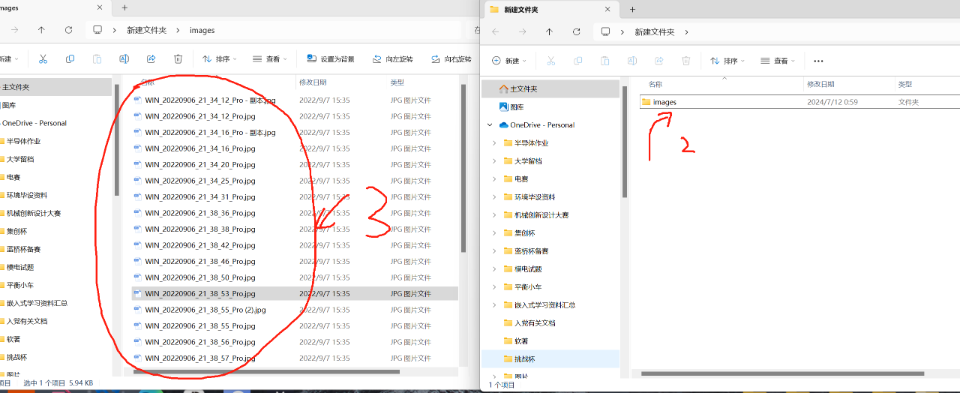 mages
新建文件夹
images
在
新建
排序
查看
设置为背景
向左旋转
向右旋转
主文件夹
图库
OneDrive - Personal
半导体作业
大学留档
电赛
环境毕设资料
机械创新设计大赛
集创杯
蓝桥杯备赛
模电试题
平衡小车
嵌入式学习资料汇总
入党有关文档
软著
挑战杯
图片
名称
修改日期
类型
WIN_20220906_21_34_12_Pro - 副本.jpg 2022/9/7 15:35 JPG 图片文件
WIN_20220906_21_34_12_Pro.jpg 2022/9/7 15:35 JPG 图片文件
WIN_20220906_21_34_16_Pro - 副本.jpg 2022/9/7 15:35 JPG 图片文件
WIN_20220906_21_34_16_Pro.jpg 2022/9/7 15:35 JPG 图片文件
WIN_20220906_21_34_20_Pro.jpg 2022/9/7 15:35 JPG 图片文件
WIN_20220906_21_34_25_Pro.jpg 2022/9/7 15:35 JPG 图片文件
WIN_20220906_21_34_31_Pro.jpg 2022/9/7 15:35 JPG 图片文件
WIN_20220906_21_38_36_Pro.jpg 2022/9/7 15:35 JPG 图片文件
WIN_20220906_21_38_38_Pro.jpg 2022/9/7 15:35 JPG 图片文件
WIN_20220906_21_38_42_Pro.jpg 2022/9/7 15:35 JPG 图片文件
WIN_20220906_21_38_46_Pro.jpg 2022/9/7 15:35 JPG 图片文件
WIN_20220906_21_38_50_Pro.jpg 2022/9/7 15:35 JPG 图片文件
WIN_20220906_21_38_53_Pro.jpg 2022/9/7 15:35 JPG 图片文件
WIN_20220906_21_38_55_Pro (2).jpg 2022/9/7 15:35 JPG 图片文件
WIN_20220906_21_38_55_Pro.jpg 2022/9/7 15:35 JPG 图片文件
WIN_20220906_21_38_56_Pro.jpg 2022/9/7 15:35 JPG 图片文件
WIN_20220906_21_38_57_Pro.jpg 2022/9/7 15:35 JPG 图片文件
3
项目 选中 1 个项目 5.94 KB
新建文件夹
新建文件夹
新建
排序
查看
主文件夹
图库
OneDrive - Personal
半导体作业
大学留档
电赛
环境毕设资料
机械创新设计大赛
集创杯
蓝桥杯备赛
模电试题
平衡小车
嵌入式学习资料汇总
入党有关文档
软著
挑战杯
图片
名称
修改日期
类型
images 2024/7/12 0:59 文件夹
2
1 个项目